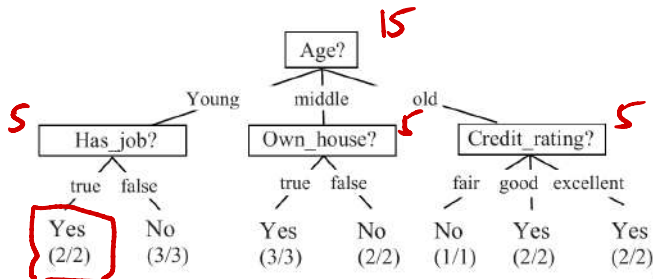 15
Age?
Young middle old
5 Has_job? Own_house? 5 Credit_rating? 5
true false true false fair good excellent
Yes No Yes No No Yes Yes
(2/2) (3/3) (3/3) (2/2) (1/1) (2/2) (2/2)